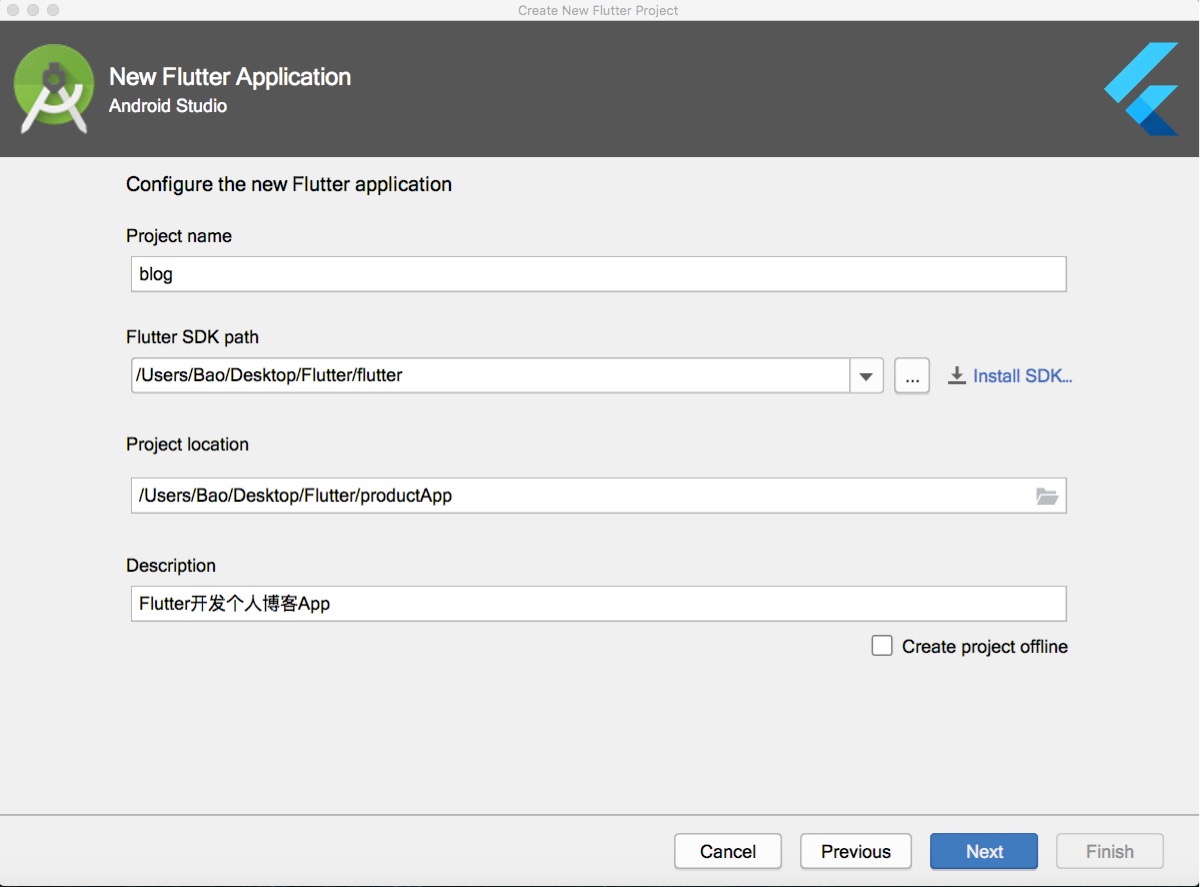 Create New Flutter Project
New Flutter Application
Android Studio
Configure the new Flutter application
Project name
blog
Flutter SDK path
/Users/Bao/Desktop/Flutter/flutter
...
Install SDK...
Project location
/Users/Bao/Desktop/Flutter/productApp
Description
Flutter开发个人博客App
Create project offline
Cancel Previous Next Finish